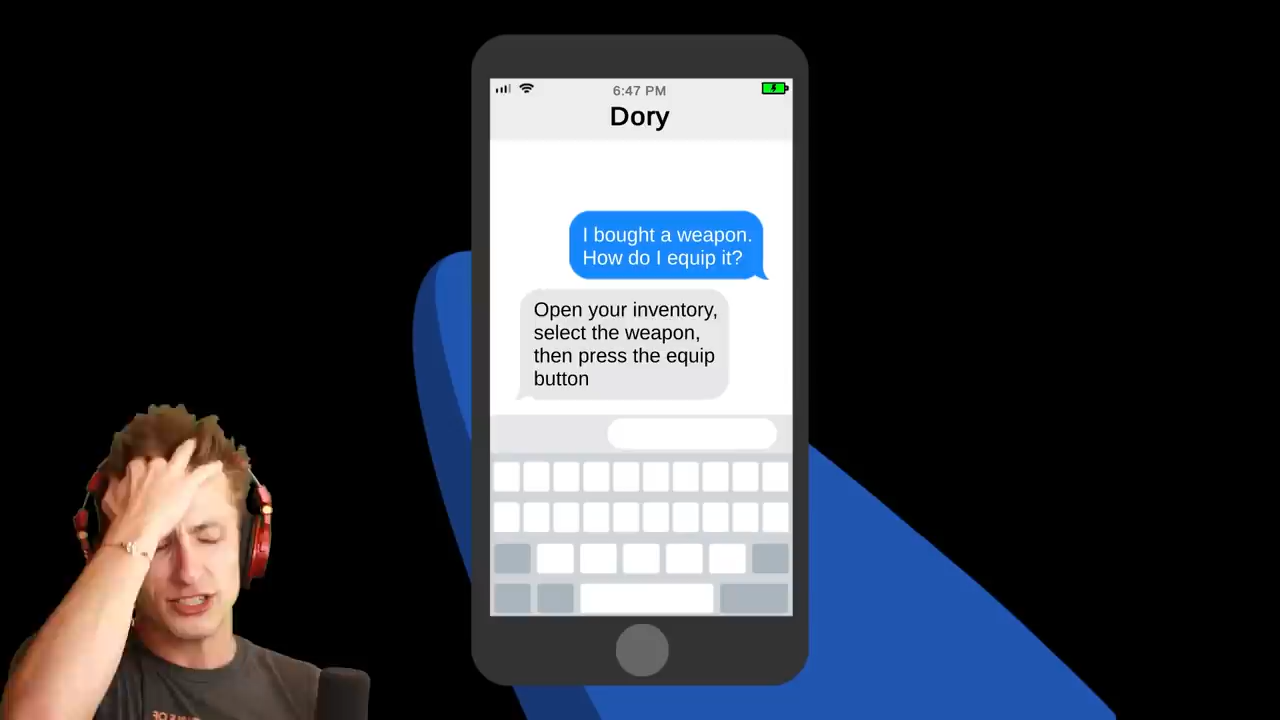 6:47 PM
Dory
I bought a weapon.
How do I equip it?
Open your inventory,
select the weapon,
then press the equip
button